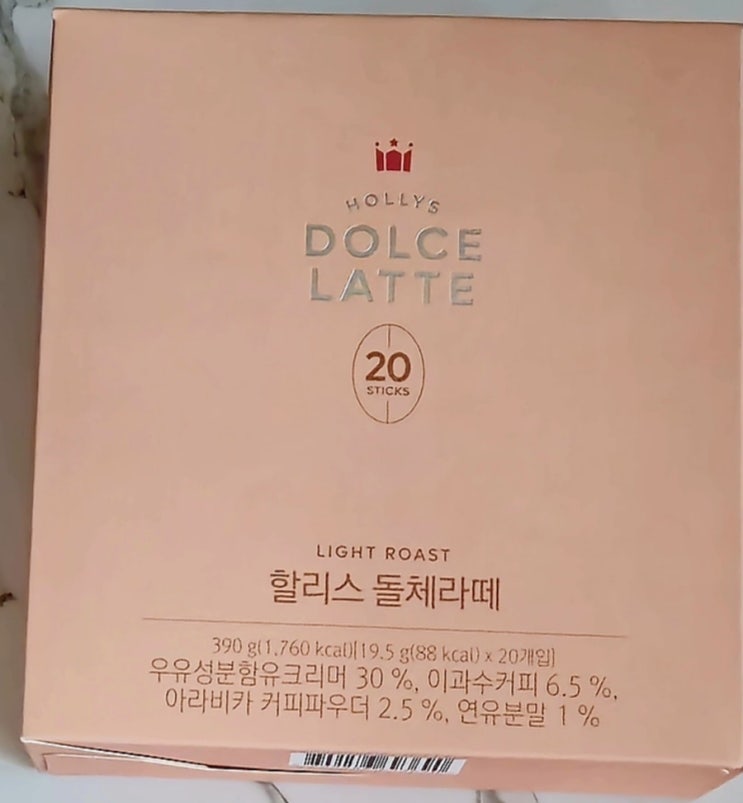 HOLLYS
DOLCE
LATTE
20
STICKS
LIGHT ROAST
할리스 돌체라떼
390 g(1,760 kcal)[19.5 g(88 kcal) x 20개입]
우유성분함유크리머 30 %, 이과수커피 6.5 %,
아라비카 커피파우더 2.5 %, 연유분말 1 %